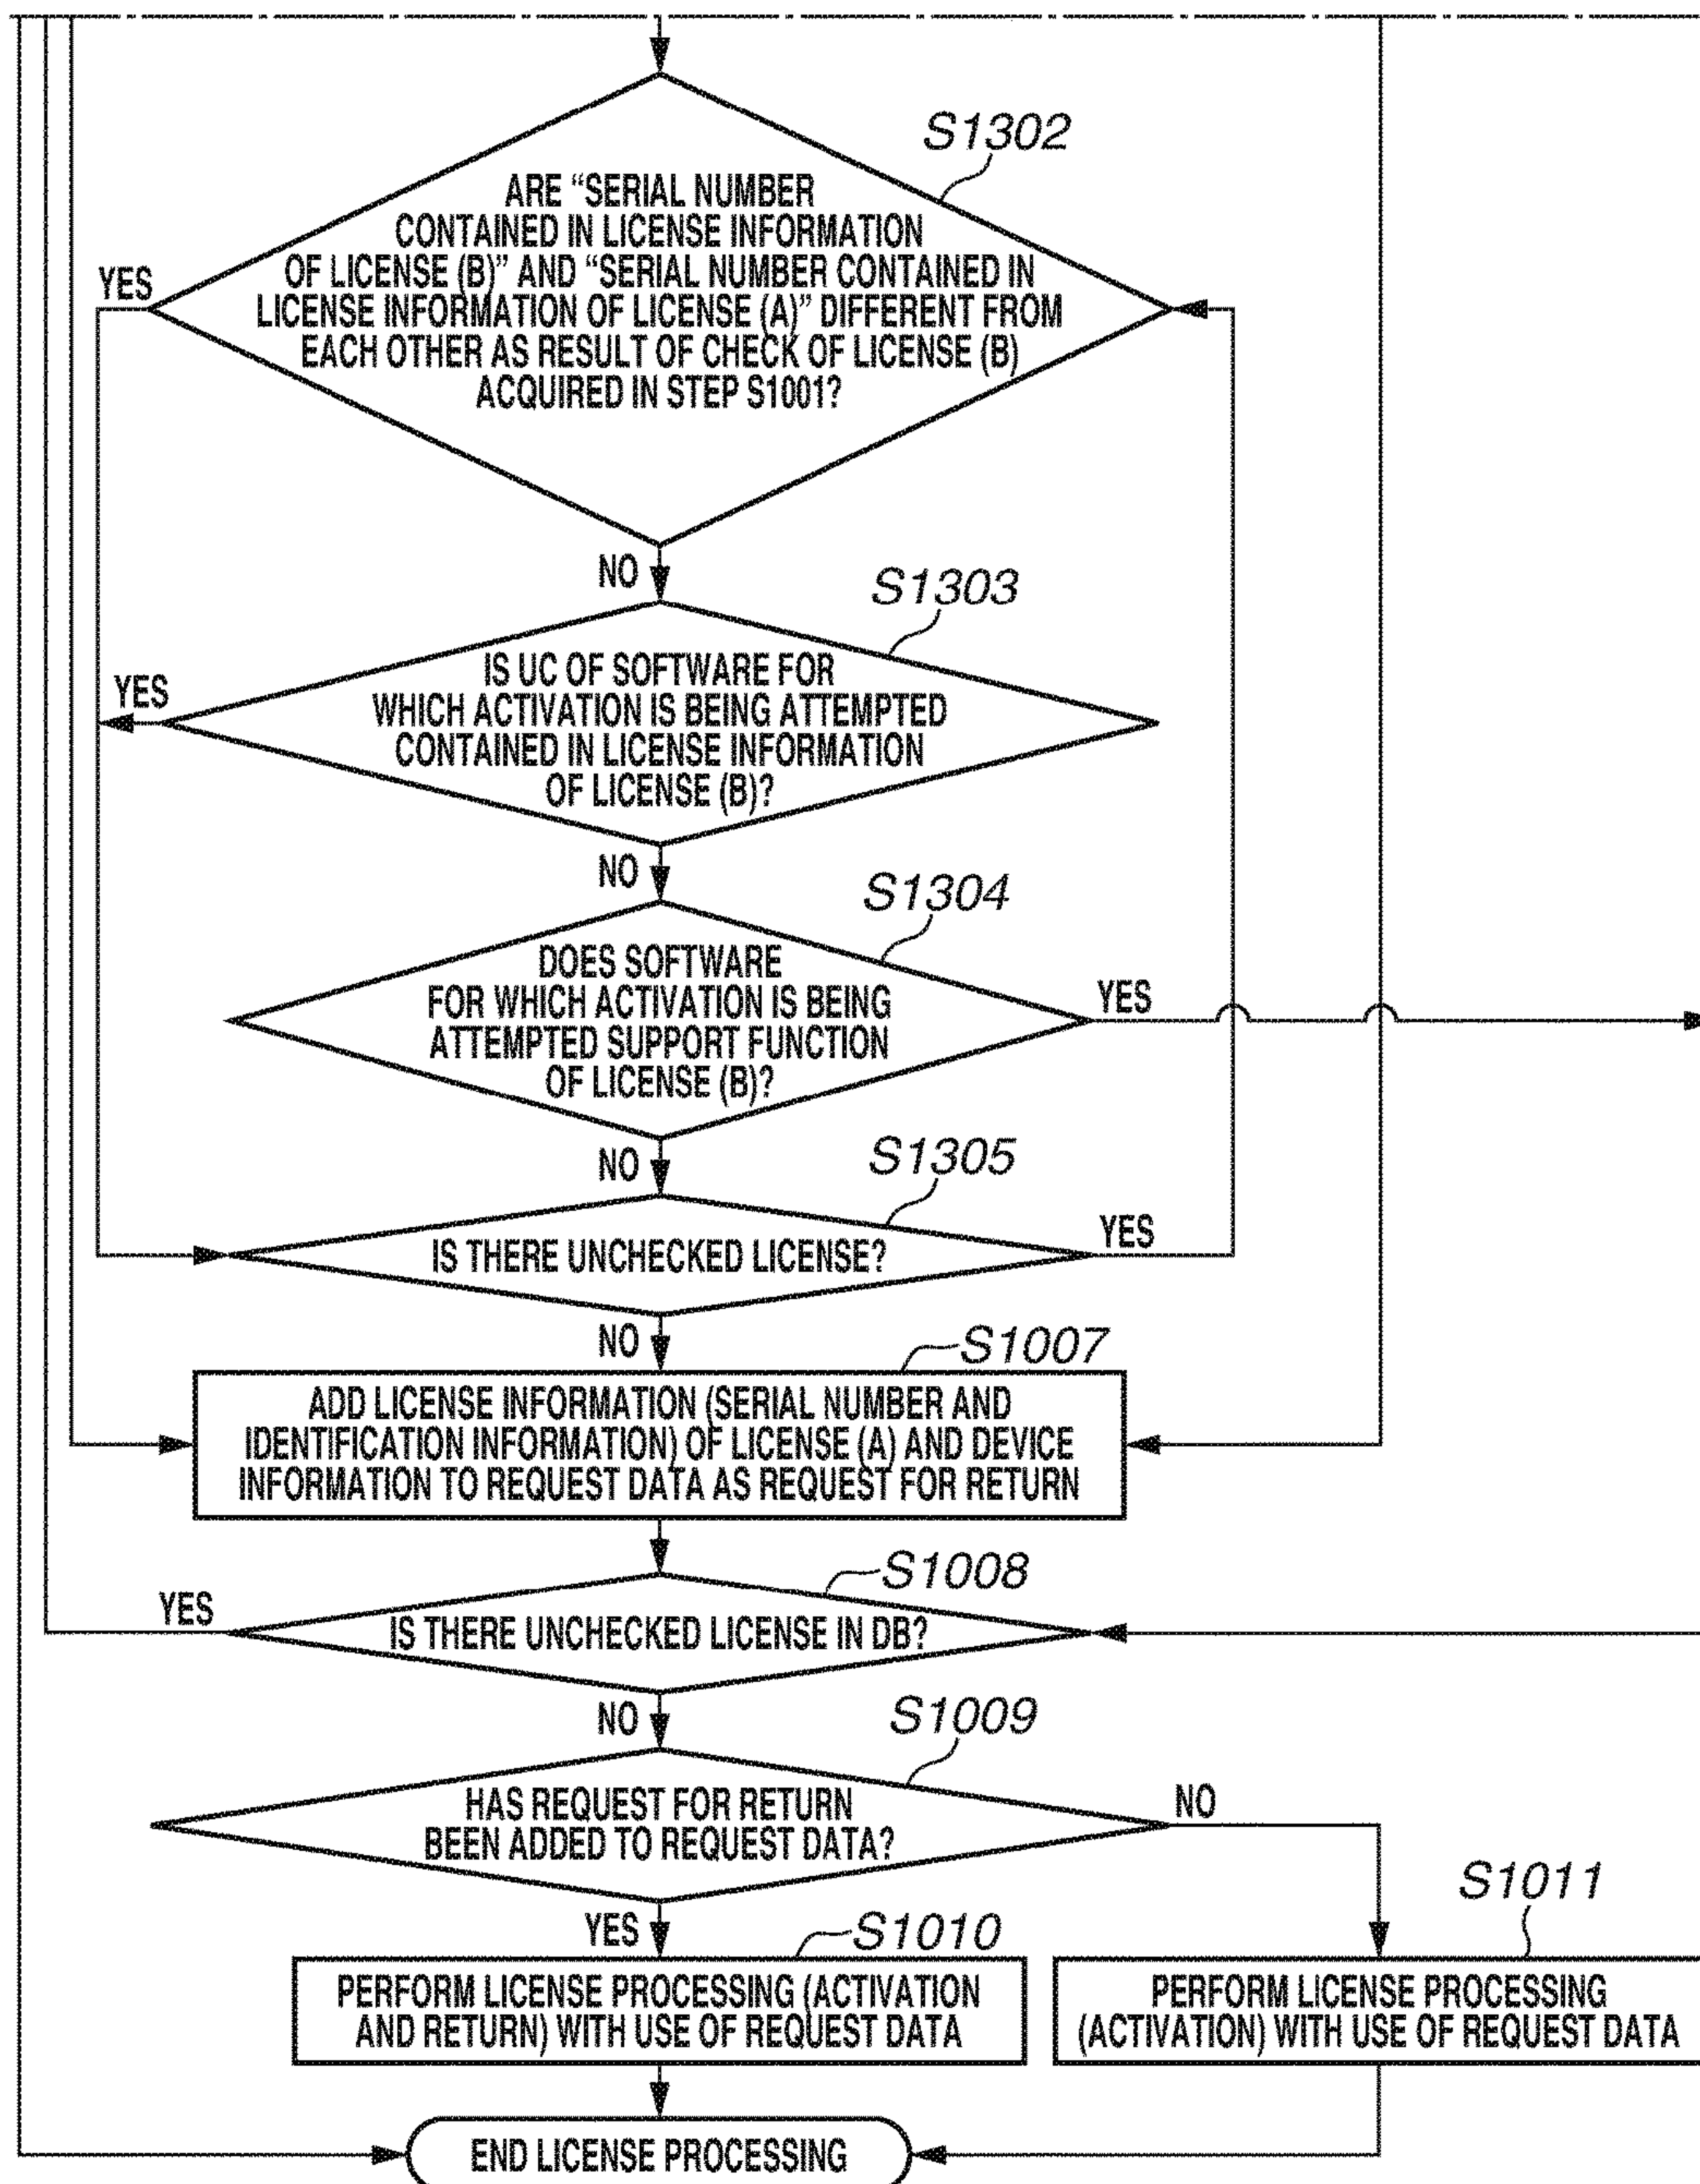 S1302
ARE “SERIAL NUMBER
CONTAINED IN LICENSE INFORMATION
OF LICENSE (B)” AND “SERIAL NUMBER CONTAINED IN
LICENSE INFORMATION OF LICENSE (A)” DIFFERENT FROM
EACH OTHER AS RESULT OF CHECK OF LICENSE (B)
ACQUIRED IN STEP S1001?
YES
NO
S1303
IS UC OF SOFTWARE FOR
WHICH ACTIVATION IS BEING ATTEMPTED
CONTAINED IN LICENSE INFORMATION
OF LICENSE (B)?
YES
NO
S1304
DOES SOFTWARE
FOR WHICH ACTIVATION IS BEING
ATTEMPTED SUPPORT FUNCTION
OF LICENSE (B)?
YES
NO
S1305
IS THERE UNCHECKED LICENSE?
YES
NO
S1007
ADD LICENSE INFORMATION (SERIAL NUMBER AND
IDENTIFICATION INFORMATION) OF LICENSE (A) AND DEVICE
INFORMATION TO REQUEST DATA AS REQUEST FOR RETURN
S1008
YES
IS THERE UNCHECKED LICENSE IN DB?
NO
S1009
HAS REQUEST FOR RETURN
BEEN ADDED TO REQUEST DATA?
NO
YES
S1010
PERFORM LICENSE PROCESSING (ACTIVATION
AND RETURN) WITH USE OF REQUEST DATA
S1011
PERFORM LICENSE PROCESSING
(ACTIVATION) WITH USE OF REQUEST DATA
END LICENSE PROCESSING